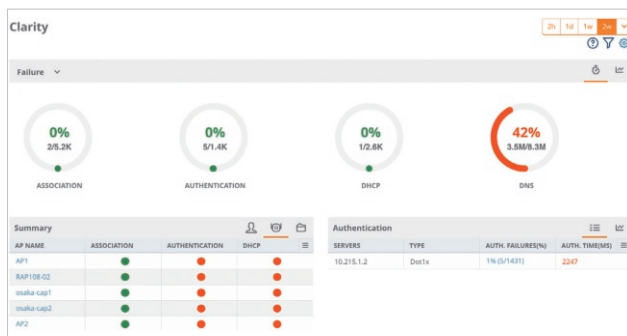 Clarity
2h 1d 1w 2w
Failure
0%
2/5.2K
ASSOCIATION
0%
5/1.4K
AUTHENTICATION
0%
1/2.6K
DHCP
42%
3.5M/8.3M
DNS
Summary
AP NAME ASSOCIATION AUTHENTICATION DHCP
AP1
RAP108-02
osaka-cap1
osaka-cap2
AP2
Authentication
SERVERS TYPE AUTH. FAILURES(%) AUTH. TIME(MS)
10.215.1.2 Dot1x 1% (5/1431) 2247